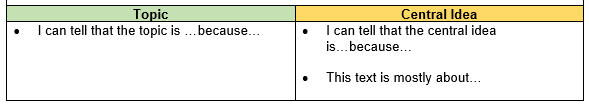 Topic
Central Idea
• I can tell that the topic is …because…
• I can tell that the central idea
is…because…
• This text is mostly about…